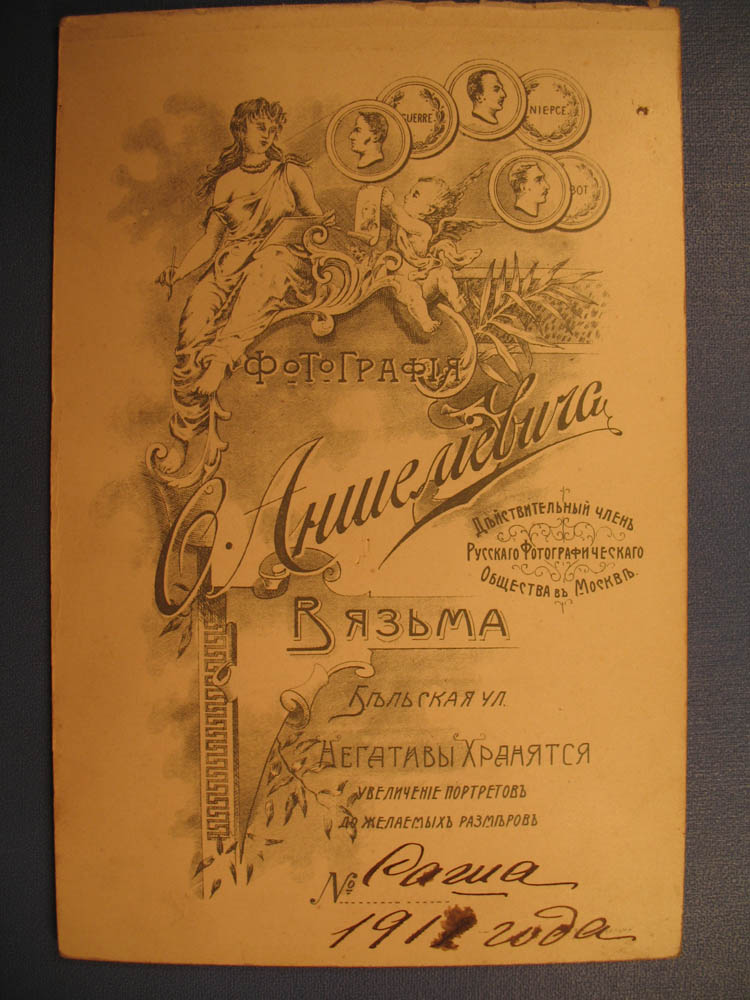 GUERRE.
NIEPCE.
BOT
ФОТОГРАФІЯ
О. Аншелевича
ДѢЙСТВИТЕЛЬНЫЙ ЧЛЕНЪ
РУССКАГО ФОТОГРАФИЧЕСКАГО
ОБЩЕСТВА ВЪ МОСКВѢ.
ВЯЗЬМА
БѢЛЬСКАЯ УЛ.
НЕГАТИВЫ ХРАНЯТСЯ
УВЕЛИЧЕНІЕ ПОРТРЕТОВЪ
ДО ЖЕЛАЕМЫХЪ РАЗМѢРОВЪ
№ Саша
года